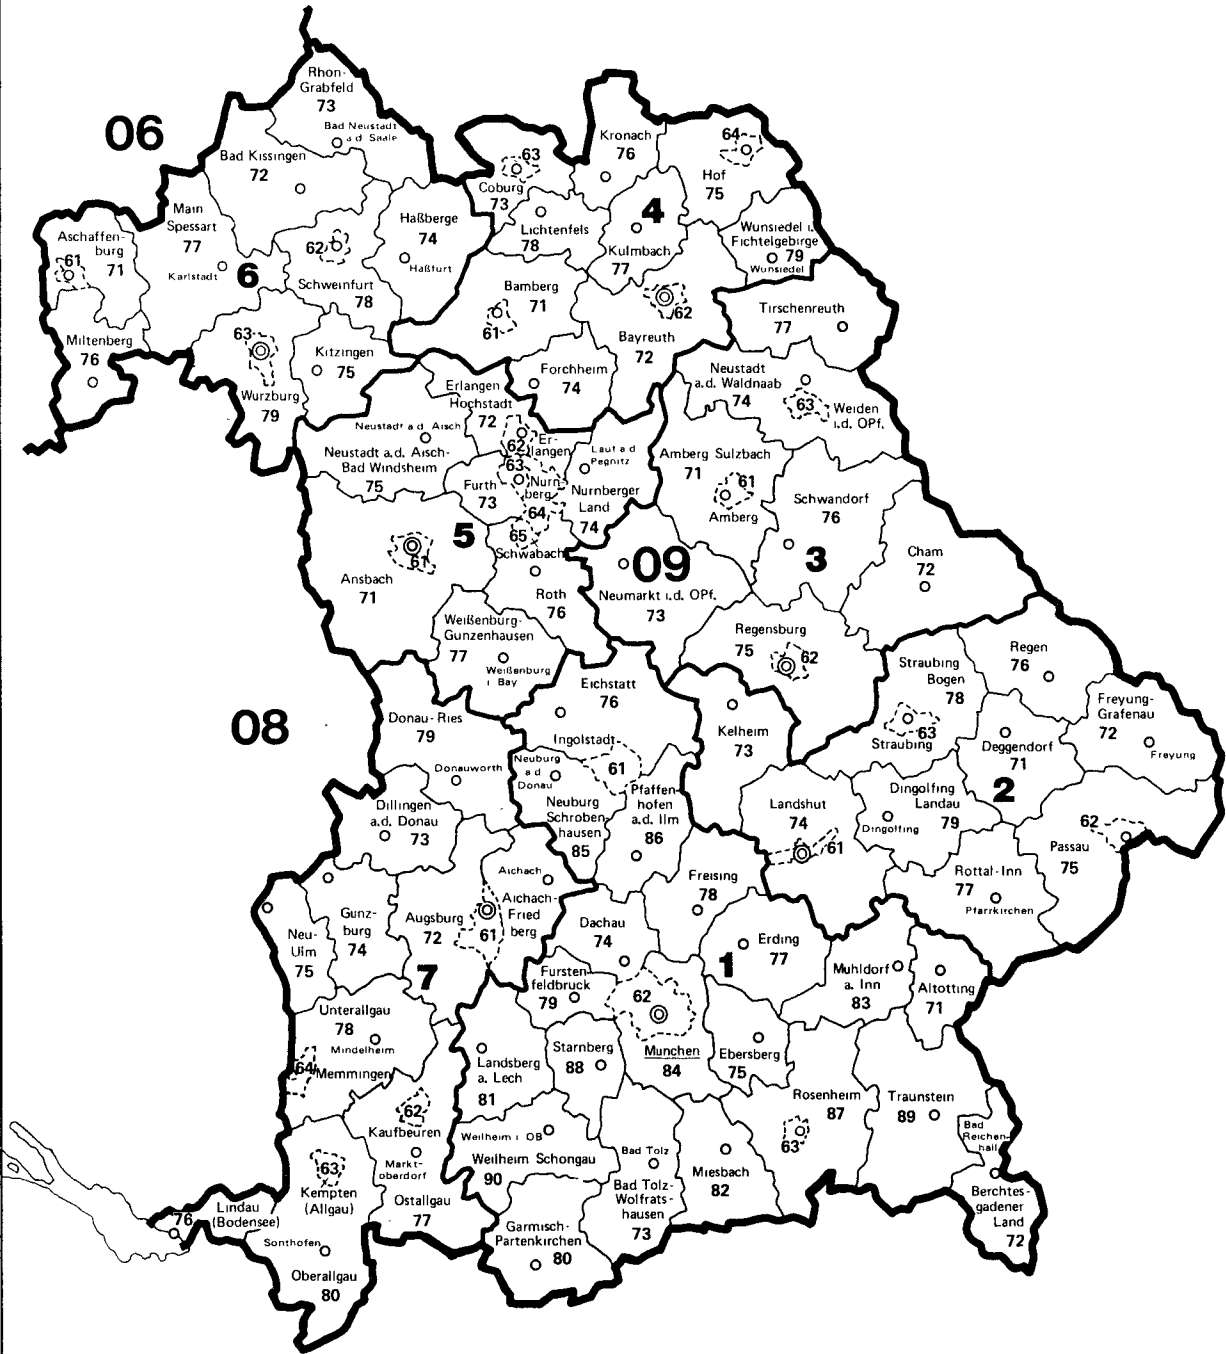 06
Rhon-
Grabfeld
73
Bad Neustadt
a.d. Saale
Bad Kissingen
72
Main
Spessart
77
Karlstadt
6
Aschaffen-
burg
61
71
Miltenberg
76
62
Schweinfurt
78
Haßberge
74
Haßfurt
63
Wurzburg
79
Kitzingen
75
63
Coburg
73
Kronach
76
64
Hof
75
Lichtenfels
78
4
Kulmbach
77
Wunsiedel i.
Fichtelgebirge
79
Wunsiedel
Bamberg
71
61
62
Bayreuth
72
Forchheim
74
Tirschenreuth
77
Neustadt
a.d. Waldnaab
74
63
Weiden
i.d. OPf.
Erlangen
Hochstadt
72
62
Er-
langen
Neustadt a d Aisch
Neustadt a.d. Aisch-
Bad Windsheim
75
63
Furth
73
Nurn-
berg
64
Lauf a d
Pegnitz
Nurnberger
Land
74
65
Schwabach
5
61
Ansbach
71
Roth
76
Weißenburg-
Gunzenhausen
77
Weißenburg
i Bay
Amberg Sulzbach
71
61
Amberg
Schwandorf
76
3
Cham
72
09
Neumarkt i.d. OPf.
73
Regensburg
75
62
08
Donau-Ries
79
Donauworth
Eichstatt
76
Ingolstadt
61
Neuburg
a d
Donau
Neuburg
Schroben-
hausen
85
Pfaffen-
hofen
a.d. Ilm
86
Kelheim
73
Straubing
Bogen
78
63
Straubing
Regen
76
Freyung-
Grafenau
72
Freyung
Deggendorf
71
2
Landshut
74
61
Dingolfing
Landau
79
Dingolfing
62
Passau
75
Rottal-Inn
77
Pfarrkirchen
Dillingen
a.d. Donau
73
Gunz-
burg
74
Neu-
Ulm
75
Augsburg
72
61
7
Aichach
Aichach-
Fried
berg
Dachau
74
Freising
78
1
Erding
77
Muhldorf
a. Inn
83
Altotting
71
Fursten
feldbruck
79
62
Munchen
84
Ebersberg
75
Unterallgau
78
Mindelheim
64
Memmingen
Landsberg
a. Lech
81
Starnberg
88
62
Kaufbeuren
Markt-
oberdorf
Ostallgau
77
Weilheim i OB
Weilheim Schongau
90
Bad Tolz
Bad Tolz-
Wolfrats-
hausen
73
Miesbach
82
Rosenheim
87
63
Traunstein
89
Bad
Reichen-
hall
Berchtes-
gadener
Land
72
76
Lindau
(Bodensee)
63
Kempten
(Allgau)
Sonthofen
Oberallgau
80
Garmisch-
Partenkirchen
80